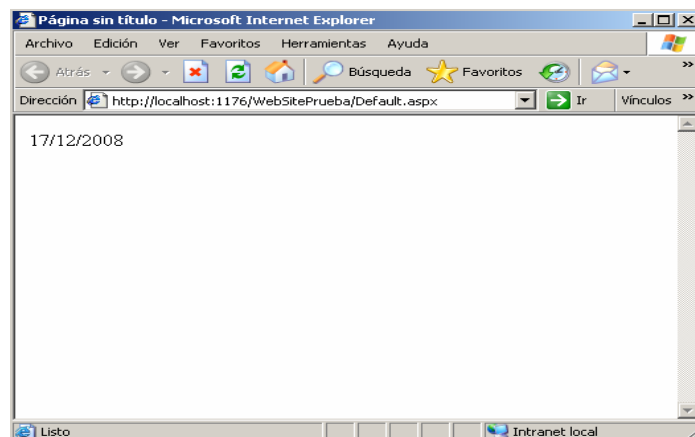 Página sin título - Microsoft Internet Explorer
Archivo Edición Ver Favoritos Herramientas Ayuda
Atrás Búsqueda Favoritos »
Dirección http://localhost:1176/WebSitePrueba/Default.aspx Ir Vínculos »
17/12/2008
Listo Intranet local